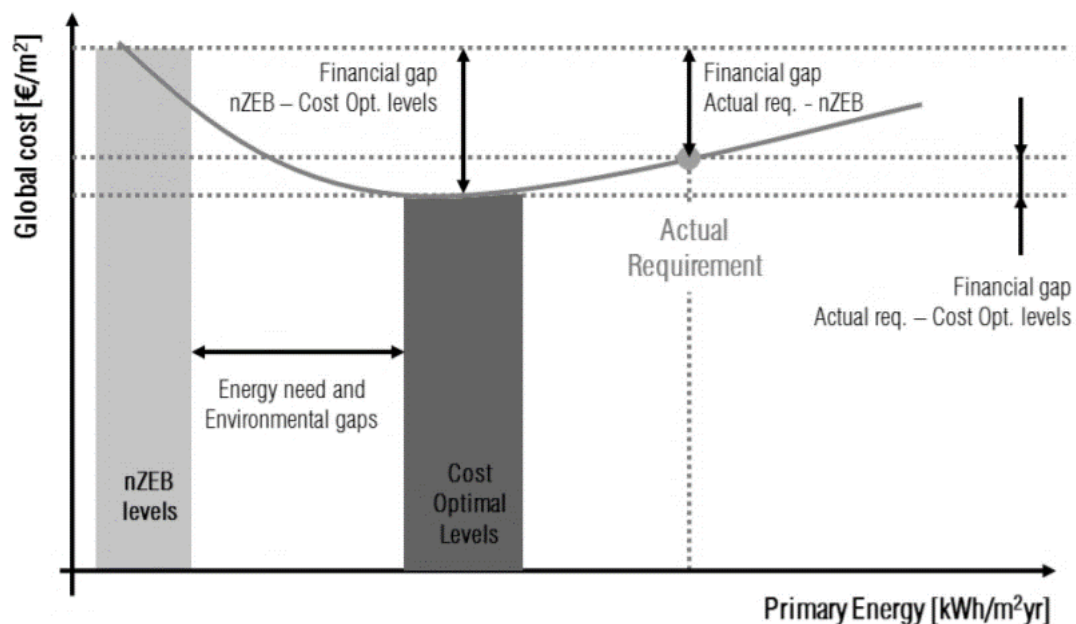 Global cost [€/m²]
Financial gap
nZEB – Cost Opt. levels
Financial gap
Actual req. - nZEB
Actual
Requirement
Financial gap
Actual req. – Cost Opt. levels
Energy need and
Environmental gaps
nZEB
levels
Cost
Optimal
Levels
Primary Energy [kWh/m²yr]